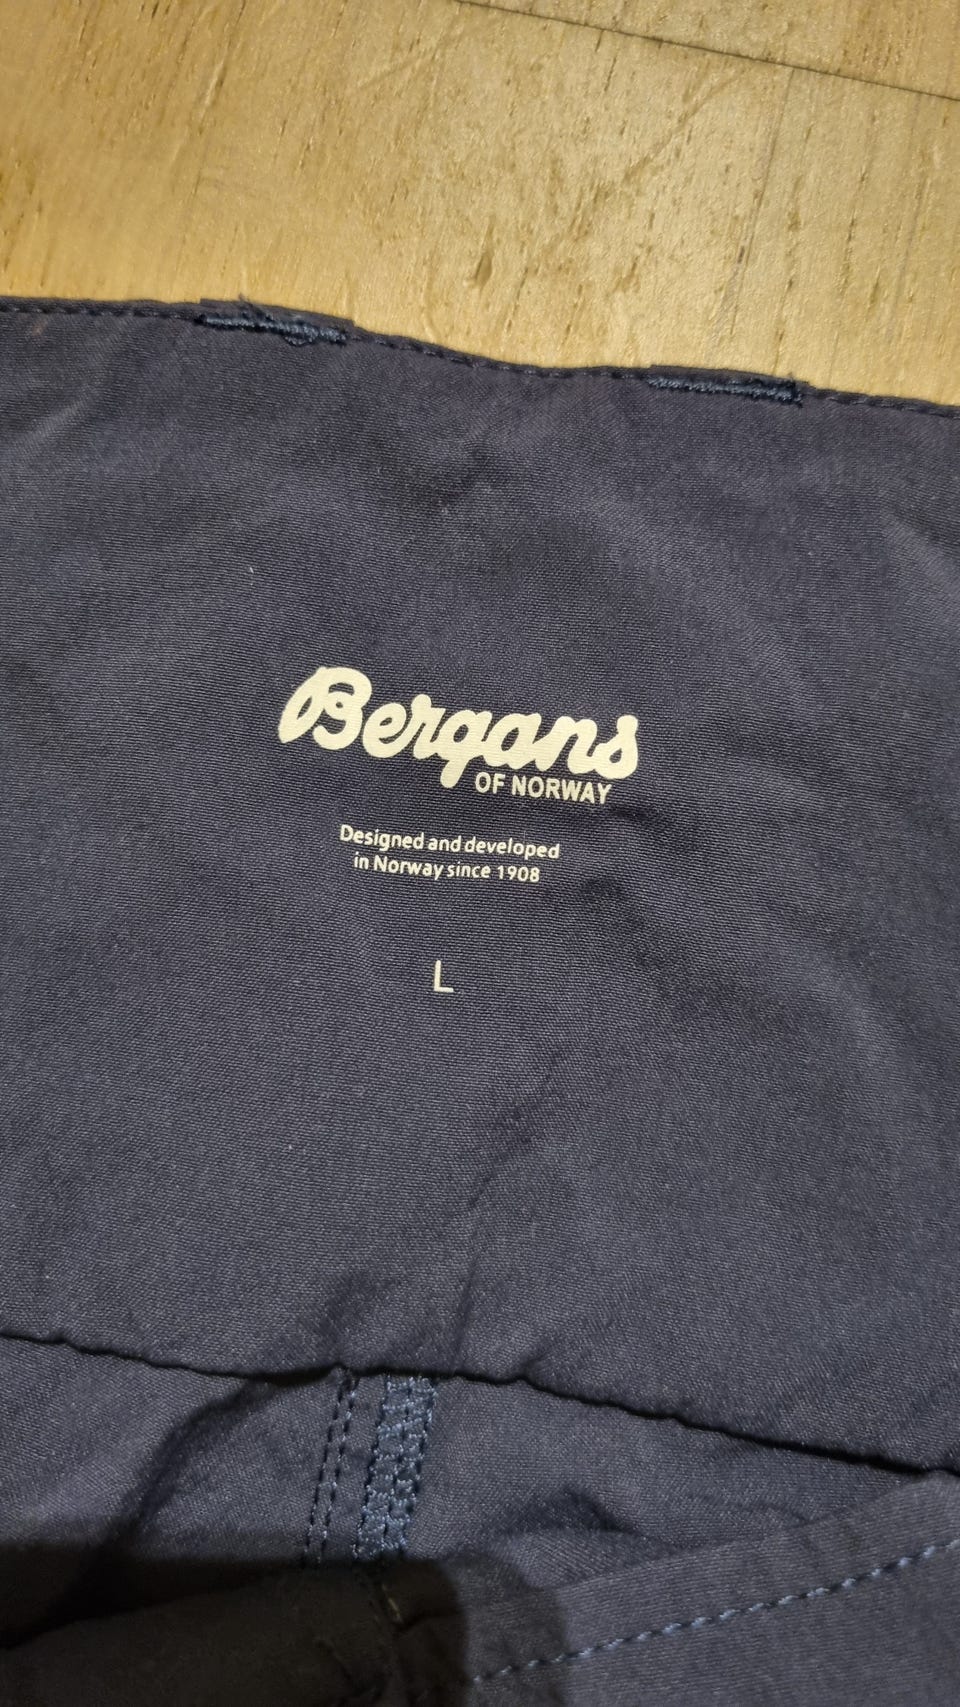 Bergans
OF NORWAY
Designed and developed
in Norway since 1908
L